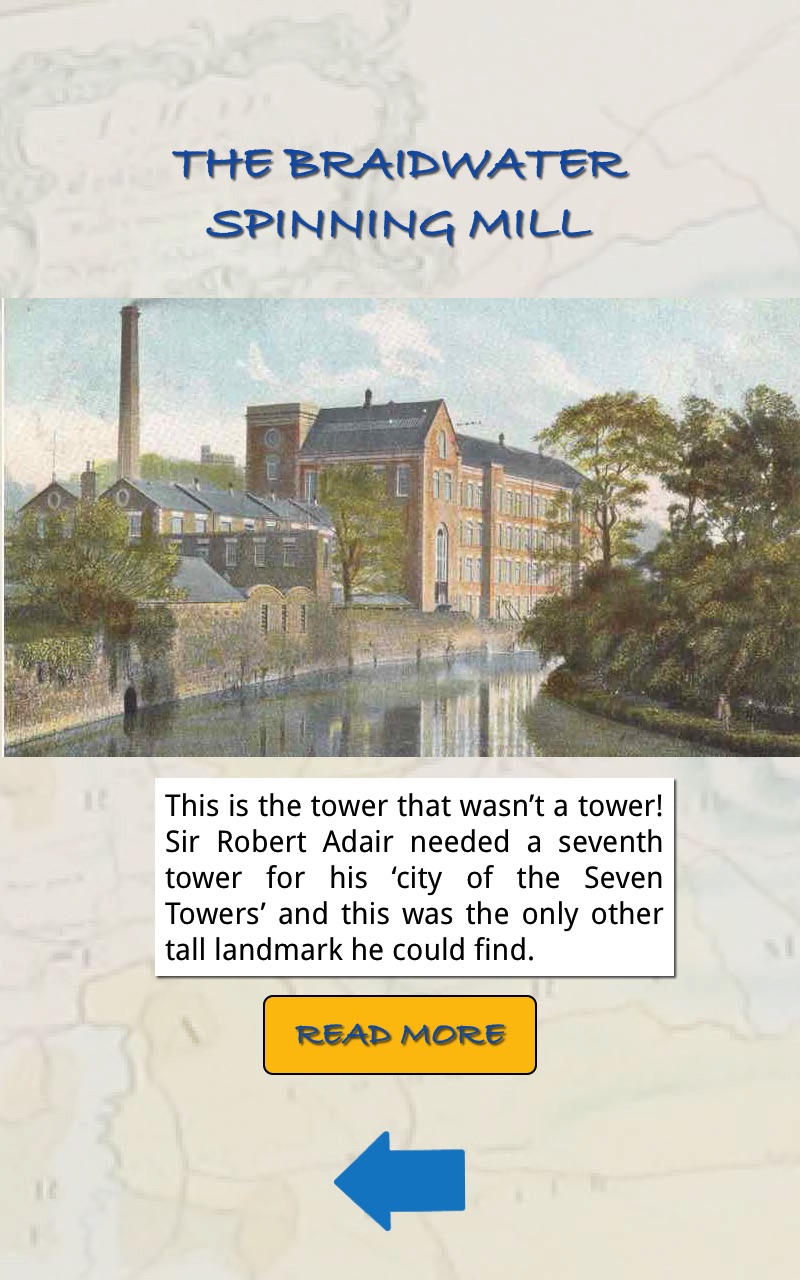 THE BRAIDWATER
SPINNING MILL
This is the tower that wasn’t a tower!
Sir Robert Adair needed a seventh
tower for his ‘city of the Seven
Towers’ and this was the only other
tall landmark he could find.
READ MORE